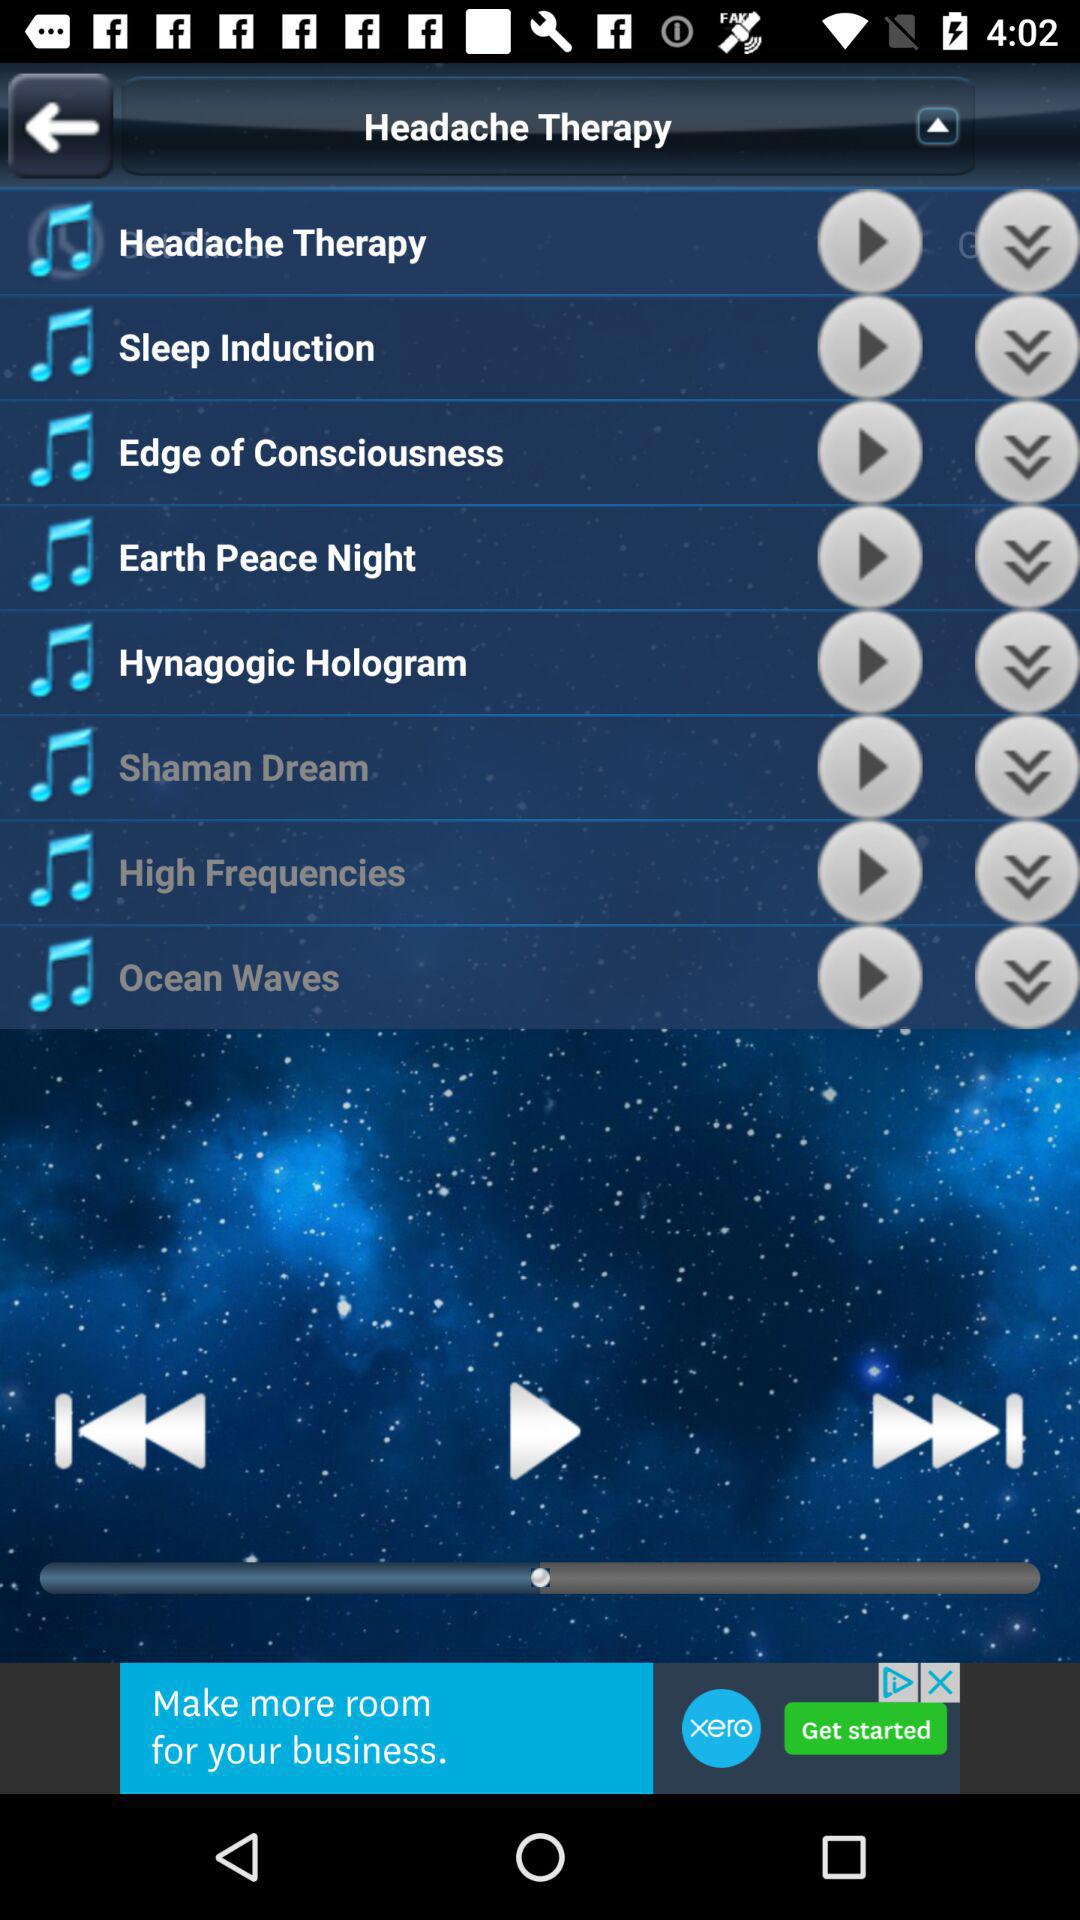 FAKE
4:02
Headache Therapy
Headache Therapy
G
Sleep Induction
Edge of Consciousness
Earth Peace Night
Hynagogic Hologram
Shaman Dream
High Frequencies
Ocean Waves
Make more room
for your business.
xero
Get started